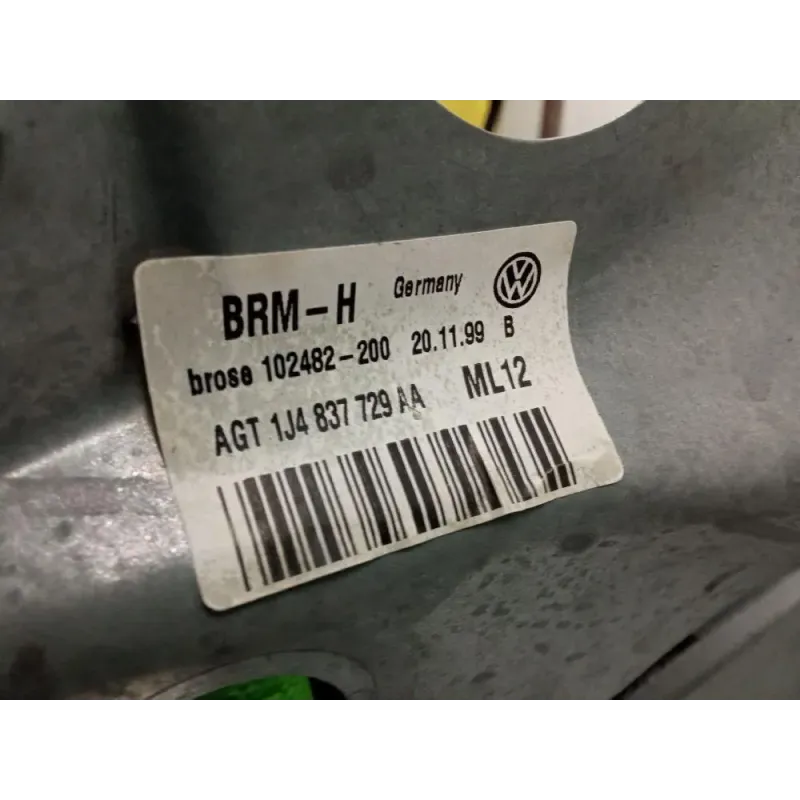 BRM-H Germany
brose 102482-200 20.11.99 B
AGT 1J4 837 729 AA ML12